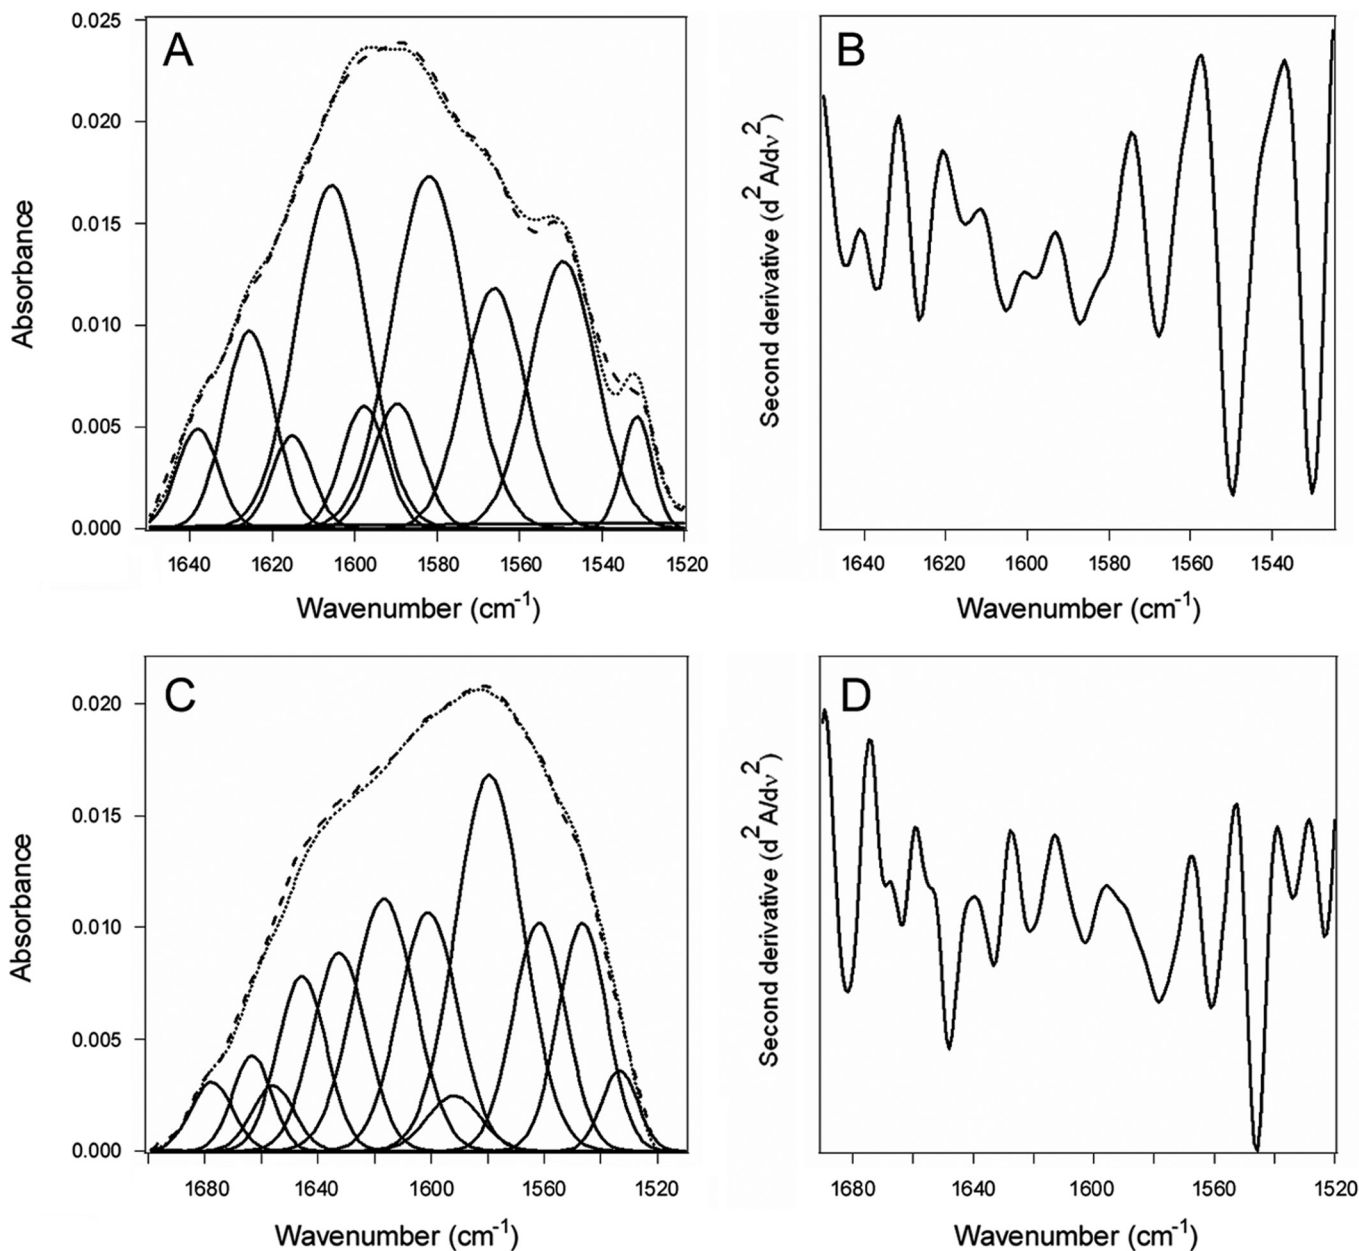 A
0.025
0.020
0.015
0.010
0.005
0.000
Absorbance
1640 1620 1600 1580 1560 1540 1520
Wavenumber (cm-1)
B
Second derivative (d2 A/dν2)
1640 1620 1600 1580 1560 1540
Wavenumber (cm-1)
C
0.020
0.015
0.010
0.005
0.000
Absorbance
1680 1640 1600 1560 1520
Wavenumber (cm-1)
D
Second derivative (d2A/dν2)
1680 1640 1600 1560 1520
Wavenumber (cm-1)